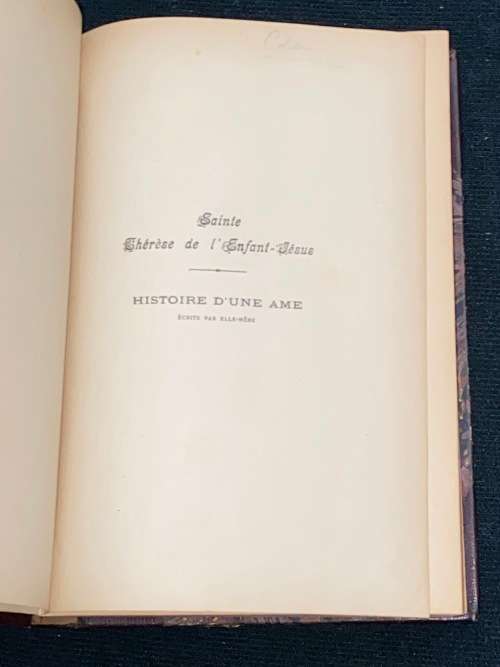 Sainte
Thérèse de l'Enfant-Jésus
HISTOIRE D'UNE AME
ÉCRITE PAR ELLE-MÊME